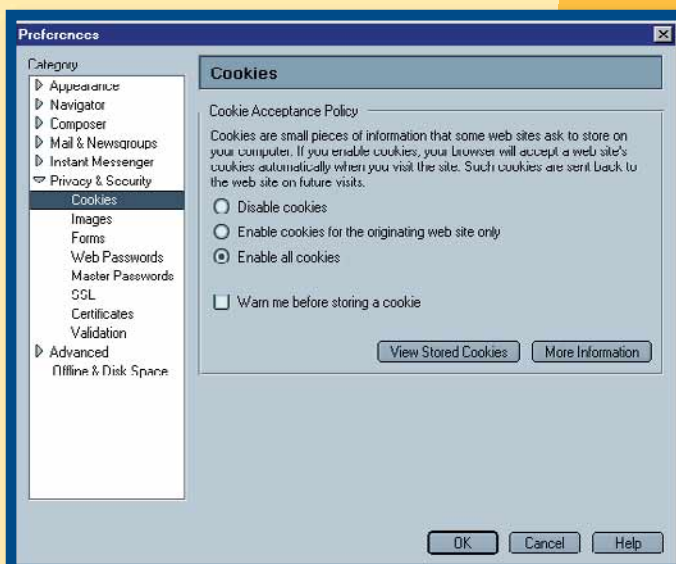 Preferences
Category
Appearance
Navigator
Composer
Mail & Newsgroups
Instant Messenger
Privacy & Security
Cookies
Images
Forms
Web Passwords
Master Passwords
SSL
Certificates
Validation
Advanced
Offline & Disk Space
Cookies
Cookie Acceptance Policy
Cookies are small pieces of information that some web sites ask to store on
your computer. If you enable cookies, your browser will accept a web site's
cookies automatically when you visit the site. Such cookies are sent back to
the web site on future visits.
Disable cookies
Enable cookies for the originating web site only
Enable all cookies
Warn me before storing a cookie
View Stored Cookies
More Information
OK
Cancel
Help